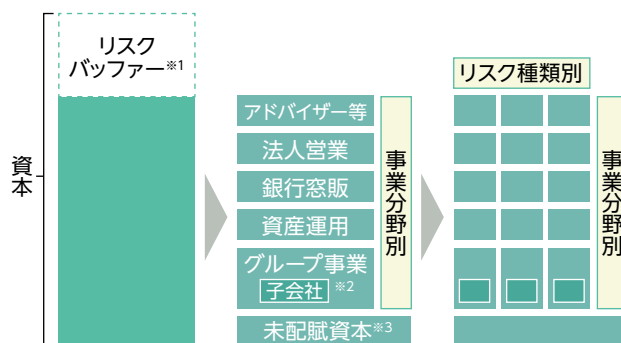 資本
リスク
バッファー※1
アドバイザー等
法人営業
銀行窓販
資産運用
グループ事業
子会社 ※2
事業分野別
未配賦資本※3
リスク種類別
事業分野別